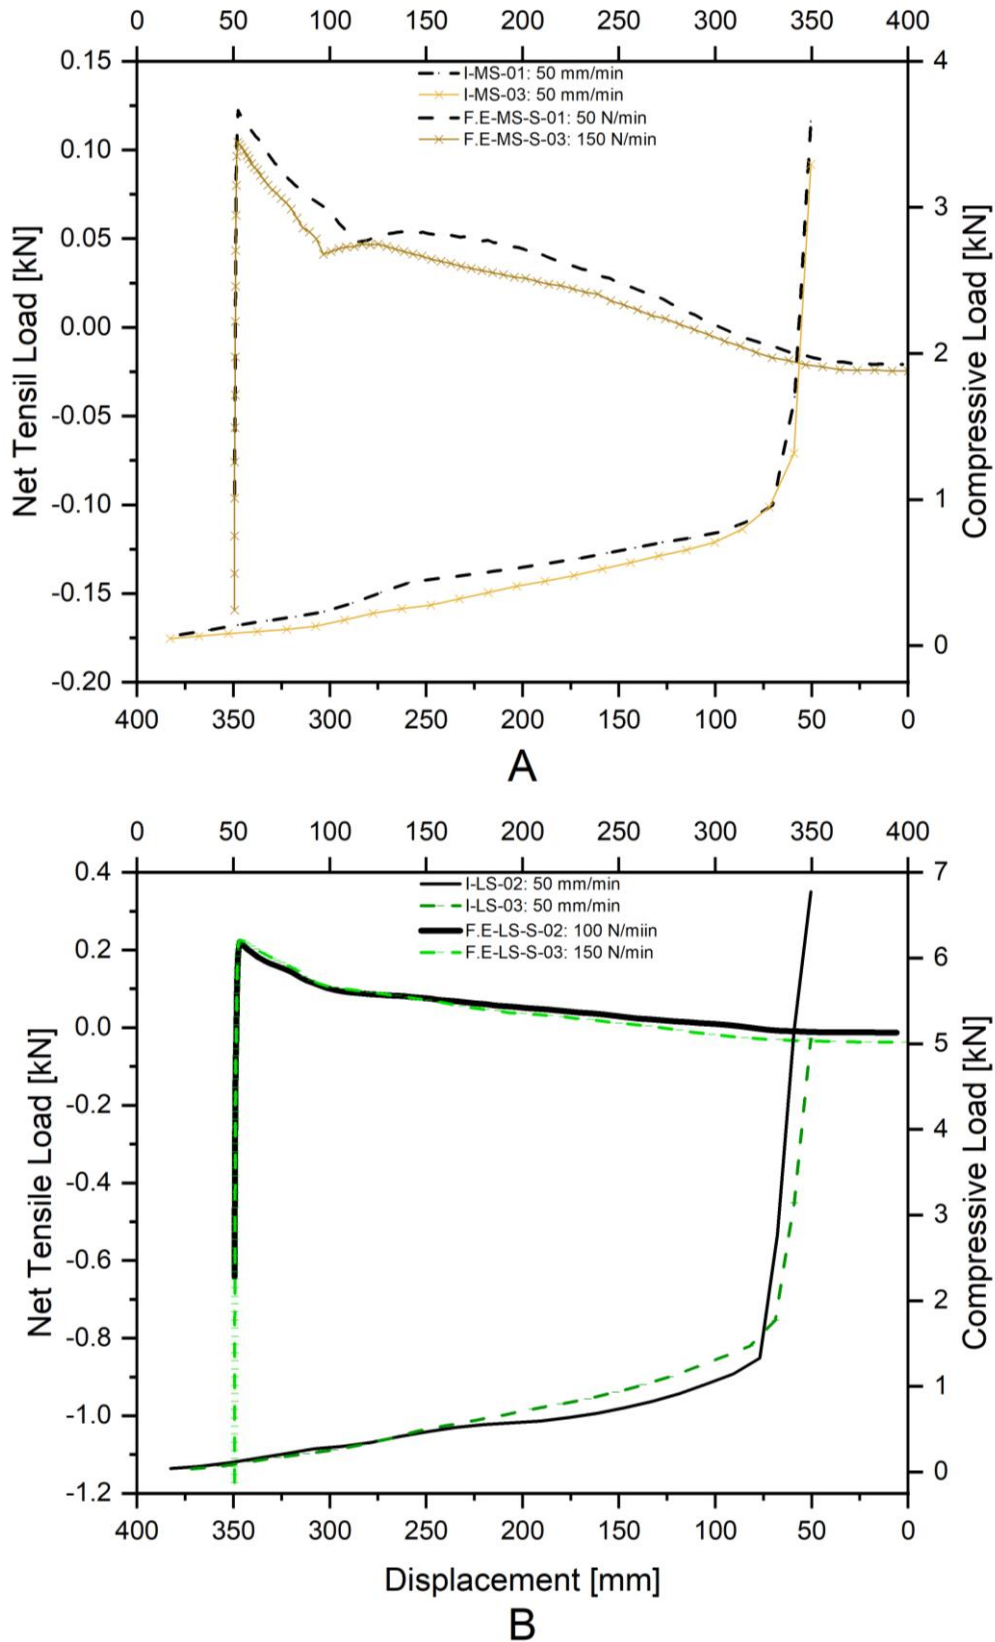 0 50 100 150 200 250 300 350 400
0.15 4
I-MS-01: 50 mm/min
I-MS-03: 50 mm/min
F.E-MS-S-01: 50 N/min
F.E-MS-S-03: 150 N/min
0.10
3
0.05
0.00
2
-0.05
-0.10 1
-0.15
0
-0.20
Net Tensil Load [kN]
Compressive Load [kN]
400 350 300 250 200 150 100 50 0
A
0 50 100 150 200 250 300 350 400
0.4 7
I-LS-02: 50 mm/min
I-LS-03: 50 mm/min
F.E-LS-S-02: 100 N/miin
F.E-LS-S-03: 150 N/min
0.2 6
0.0 5
-0.2
4
-0.4
3
-0.6
2
-0.8
1
-1.0
0
-1.2
Net Tensile Load [kN]
Compressive Load [kN]
400 350 300 250 200 150 100 50 0
Displacement [mm]
B